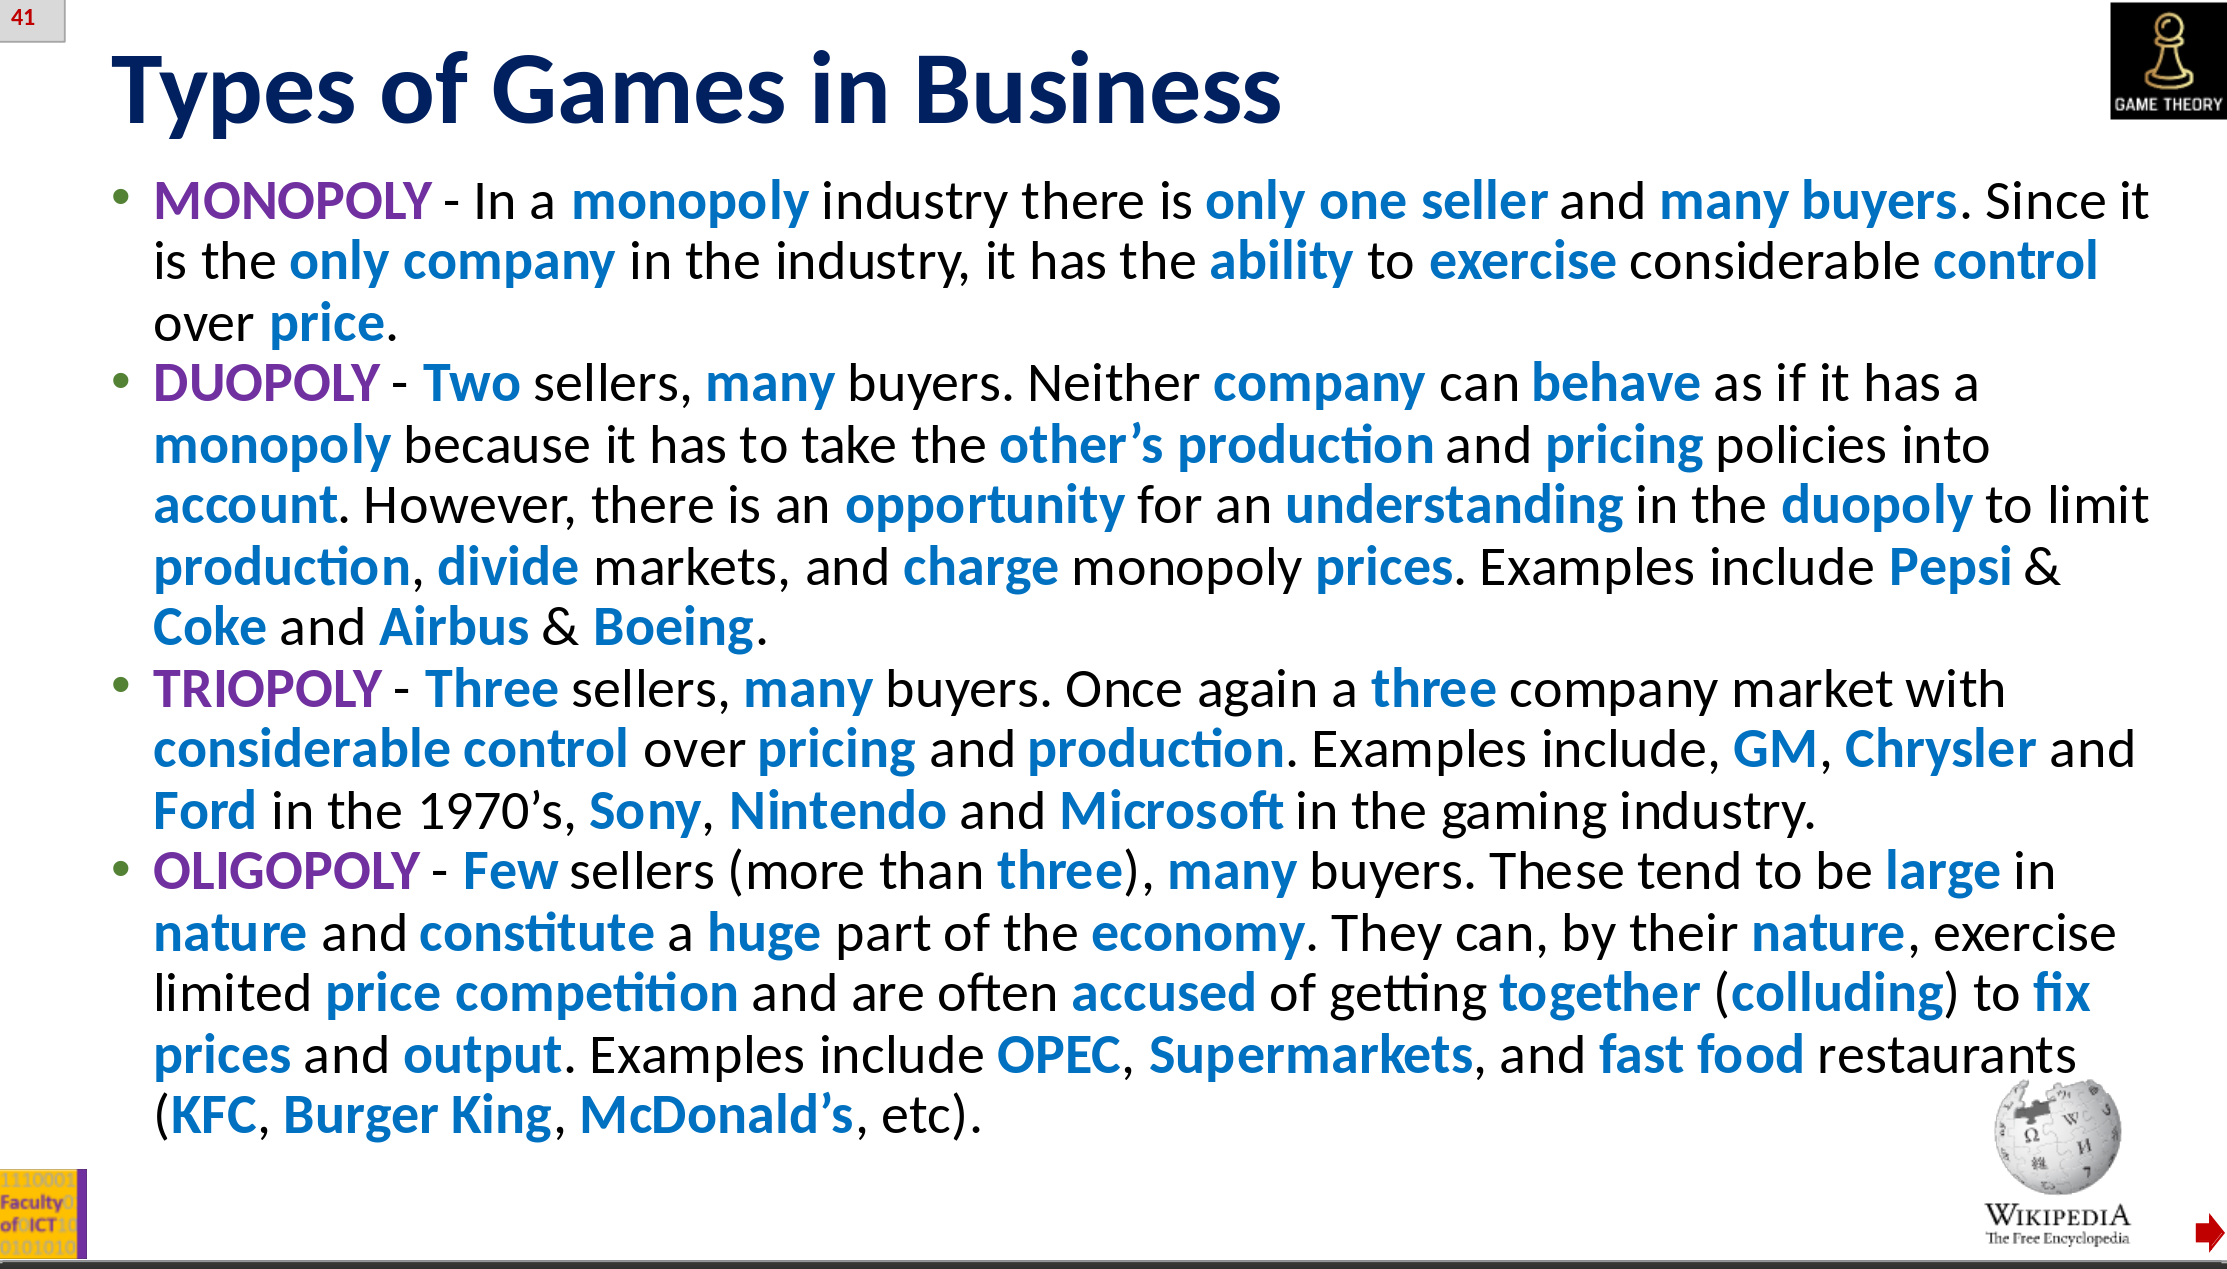 41
Types of Games in Business
GAME THEORY
• MONOPOLY - In a monopoly industry there is only one seller and many buyers. Since it
is the only company in the industry, it has the ability to exercise considerable control
over price.
• DUOPOLY - Two sellers, many buyers. Neither company can behave as if it has a
monopoly because it has to take the other’s production and pricing policies into
account. However, there is an opportunity for an understanding in the duopoly to limit
production, divide markets, and charge monopoly prices. Examples include Pepsi &
Coke and Airbus & Boeing.
• TRIOPOLY - Three sellers, many buyers. Once again a three company market with
considerable control over pricing and production. Examples include, GM, Chrysler and
Ford in the 1970’s, Sony, Nintendo and Microsoft in the gaming industry.
• OLIGOPOLY - Few sellers (more than three), many buyers. These tend to be large in
nature and constitute a huge part of the economy. They can, by their nature, exercise
limited price competition and are often accused of getting together (colluding) to fix
prices and output. Examples include OPEC, Supermarkets, and fast food restaurants
(KFC, Burger King, McDonald’s, etc).
1110001
Faculty
of ICT
0101010
WIKIPEDIA
The Free Encyclopedia